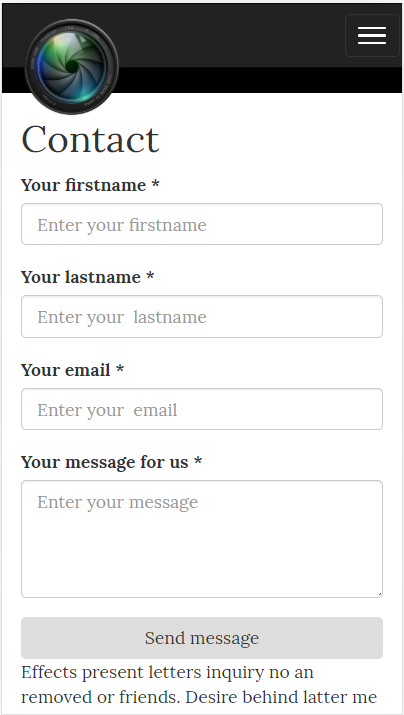 Contact
Your firstname *
Enter your firstname
Your lastname *
Enter your  lastname
Your email *
Enter your  email
Your message for us *
Enter your message
Send message
Effects present letters inquiry no an
removed or friends. Desire behind latter me